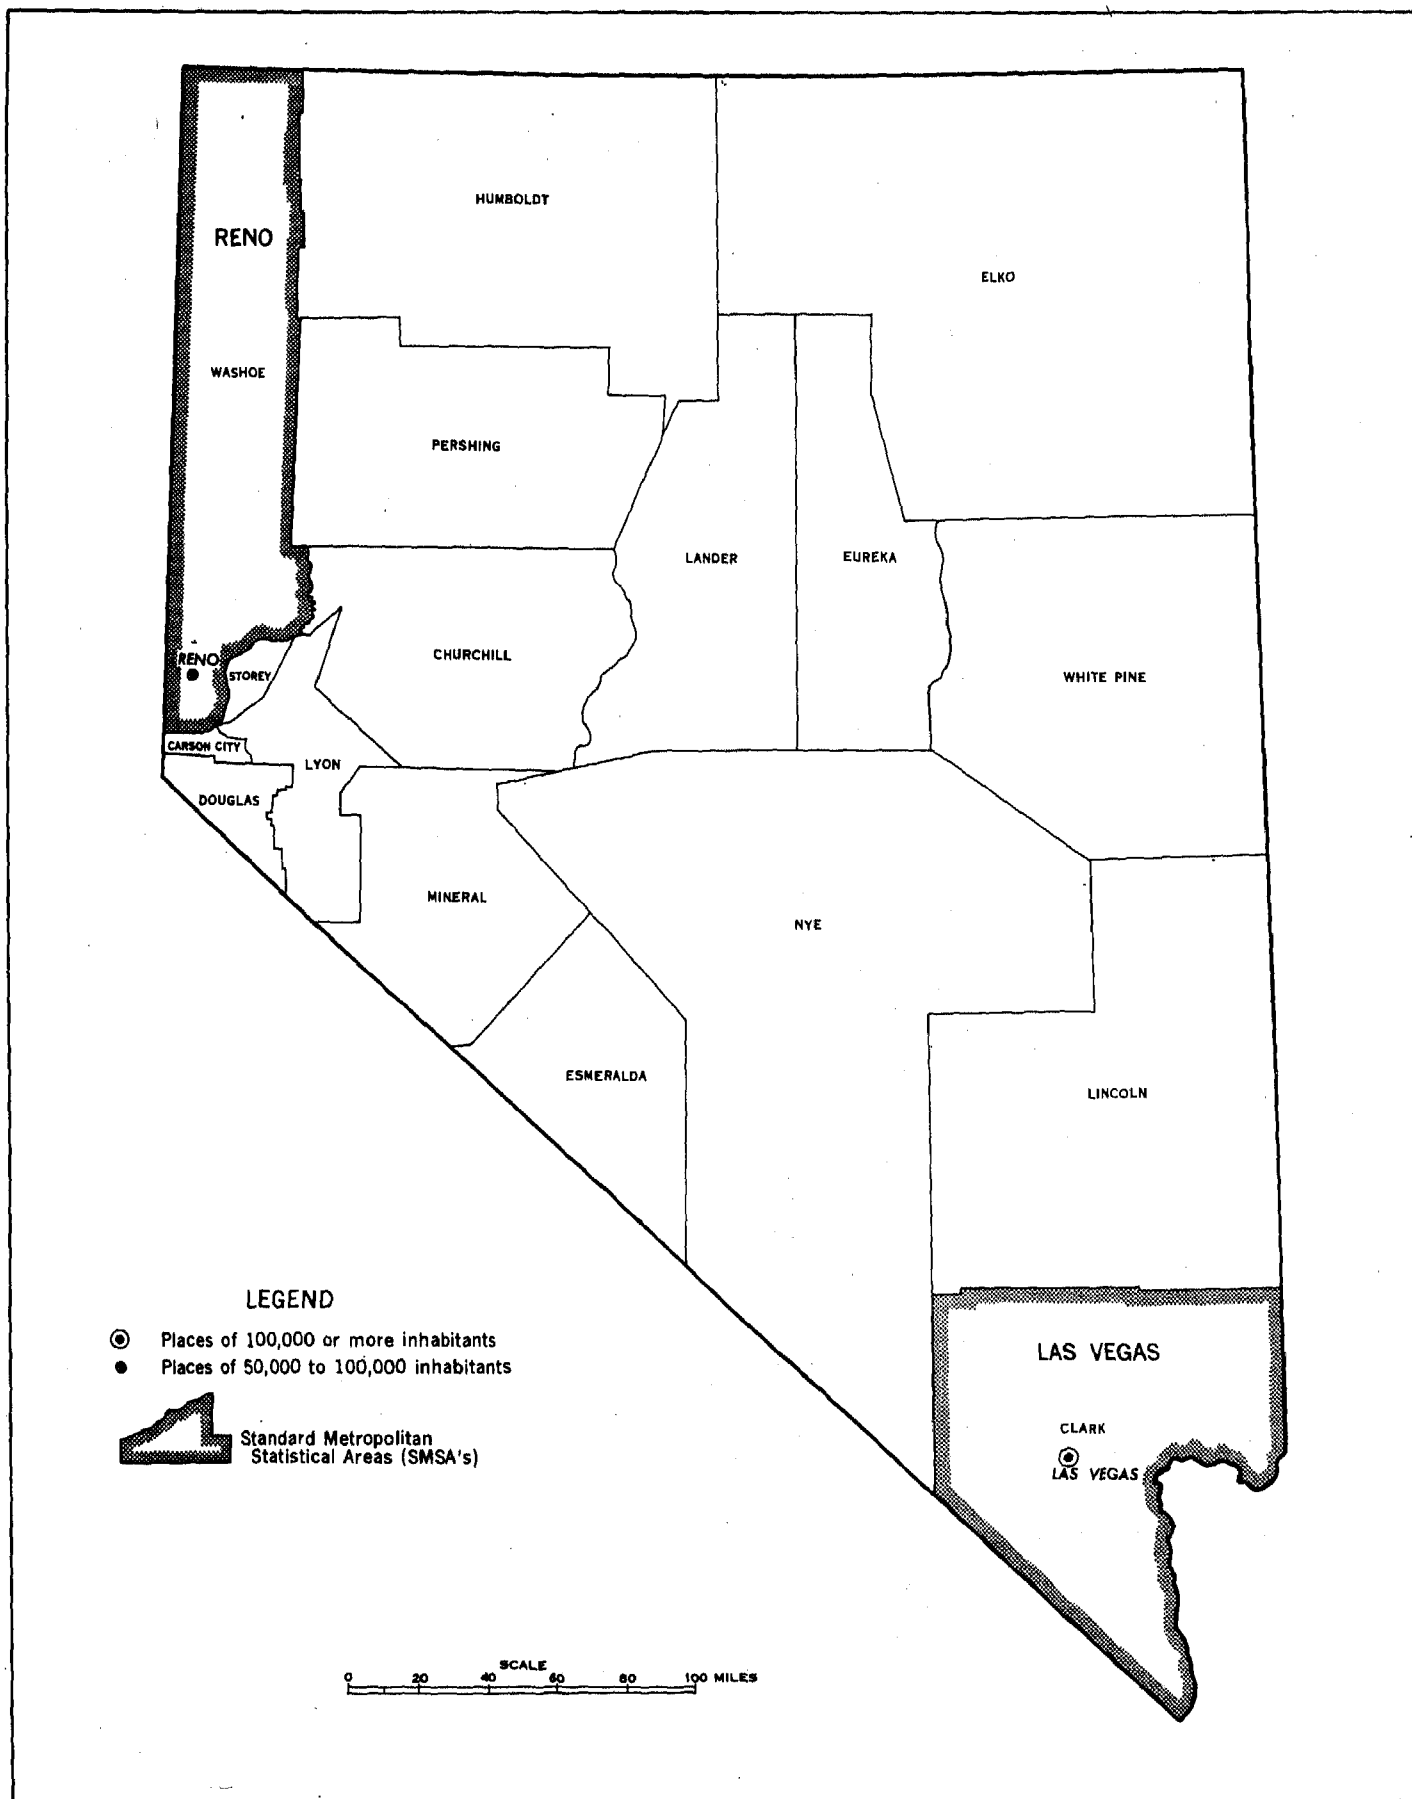 HUMBOLDT
RENO
ELKO
WASHOE
PERSHING
LANDER
EUREKA
CHURCHILL
RENO
STOREY
WHITE PINE
CARSON CITY
LYON
DOUGLAS
MINERAL
NYE
ESMERALDA
LINCOLN
LEGEND
Places of 100,000 or more inhabitants
Places of 50,000 to 100,000 inhabitants
Standard Metropolitan
Statistical Areas (SMSA's)
LAS VEGAS
CLARK
LAS VEGAS
SCALE
0 20 40 60 80 100 MILES